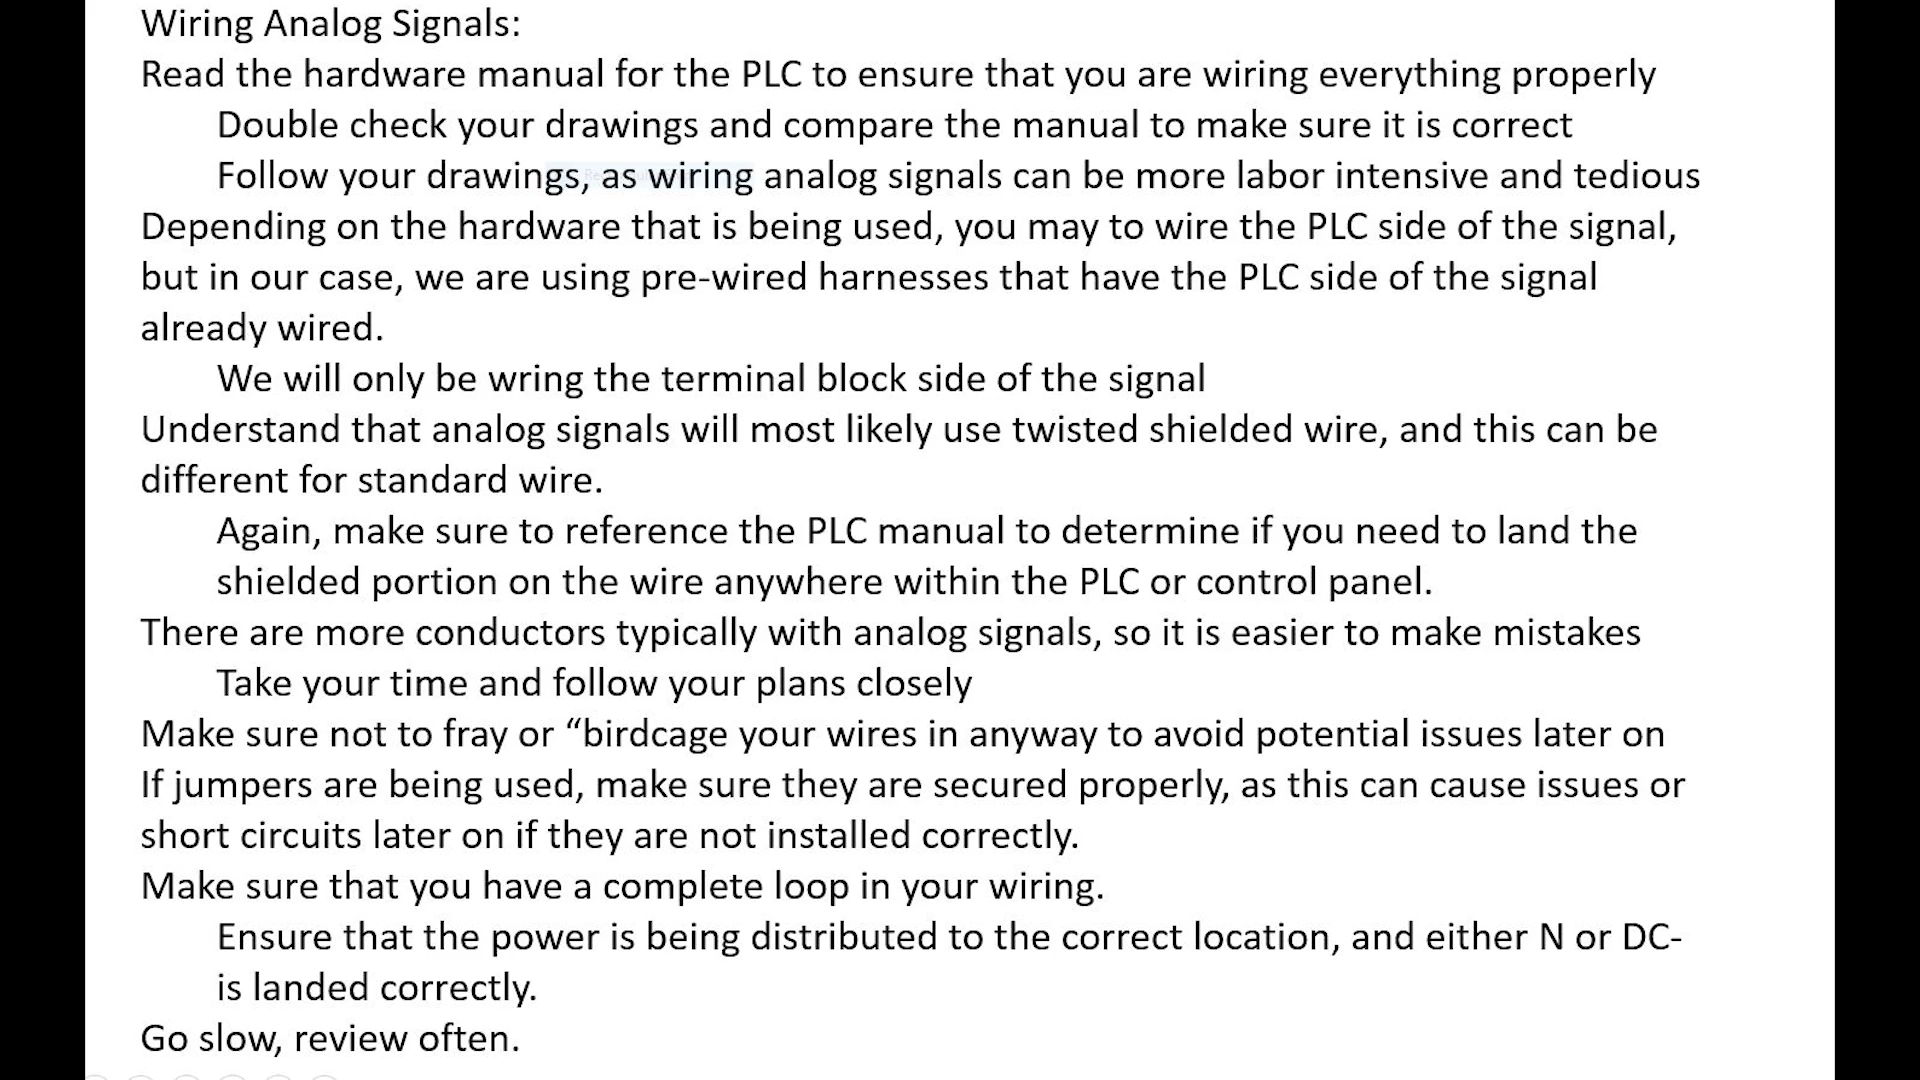 Wiring Analog Signals:
Read the hardware manual for the PLC to ensure that you are wiring everything properly
Double check your drawings and compare the manual to make sure it is correct
Follow your drawings, as wiring analog signals can be more labor intensive and tedious
Depending on the hardware that is being used, you may to wire the PLC side of the signal,
but in our case, we are using pre-wired harnesses that have the PLC side of the signal
already wired.
We will only be wring the terminal block side of the signal
Understand that analog signals will most likely use twisted shielded wire, and this can be
different for standard wire.
Again, make sure to reference the PLC manual to determine if you need to land the
shielded portion on the wire anywhere within the PLC or control panel.
There are more conductors typically with analog signals, so it is easier to make mistakes
Take your time and follow your plans closely
Make sure not to fray or “birdcage your wires in anyway to avoid potential issues later on
If jumpers are being used, make sure they are secured properly, as this can cause issues or
short circuits later on if they are not installed correctly.
Make sure that you have a complete loop in your wiring.
Ensure that the power is being distributed to the correct location, and either N or DC-
is landed correctly.
Go slow, review often.